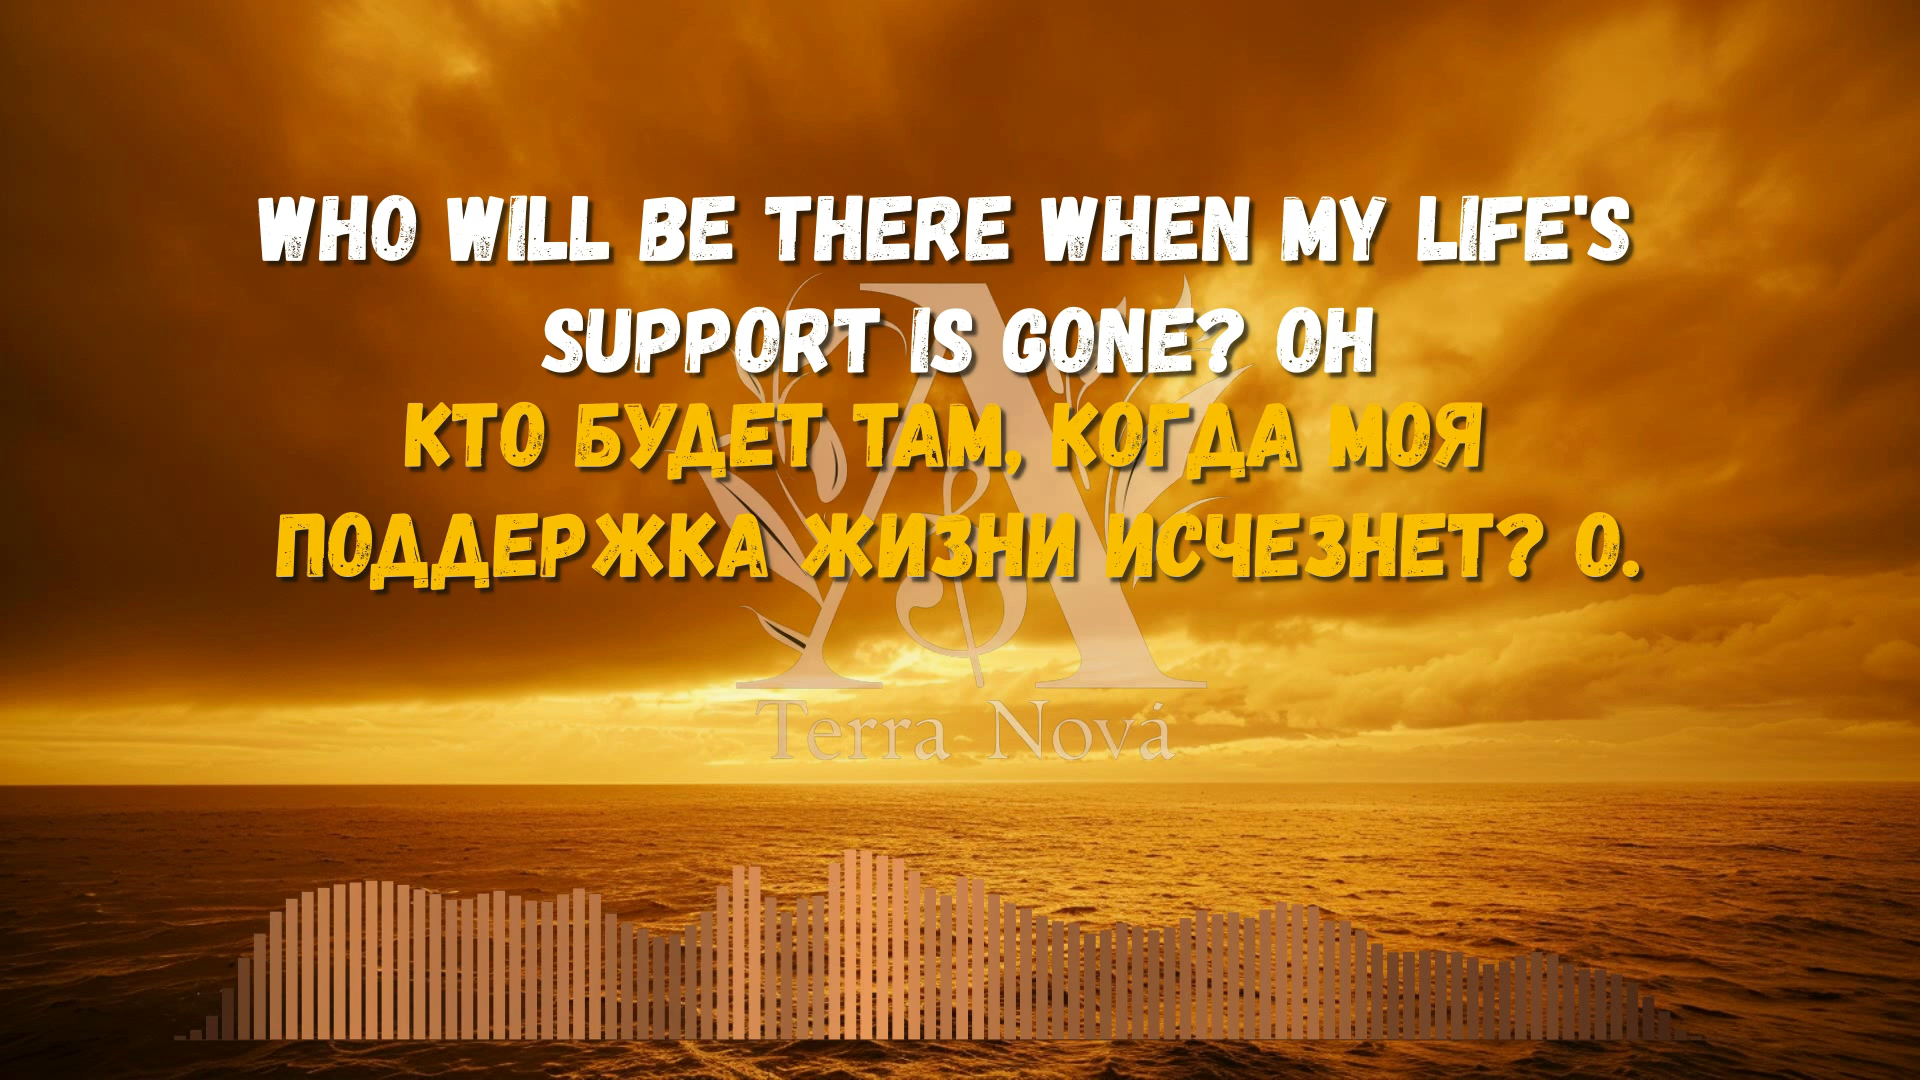 WHO WILL BE THERE WHEN MY LIFE'S
SUPPORT IS GONE? OH
КТО БУДЕТ ТАМ, КОГДА МОЯ
ПОДДЕРЖКА ЖИЗНИ ИСЧЕЗНЕТ? О.
Terra Nová